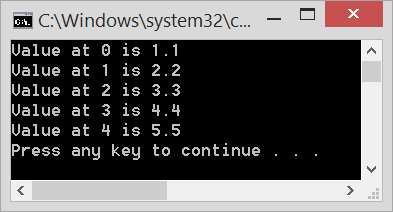 C:\Windows\system32\c...
Value at 0 is 1.1
Value at 1 is 2.2
Value at 2 is 3.3
Value at 3 is 4.4
Value at 4 is 5.5
Press any key to continue . . .